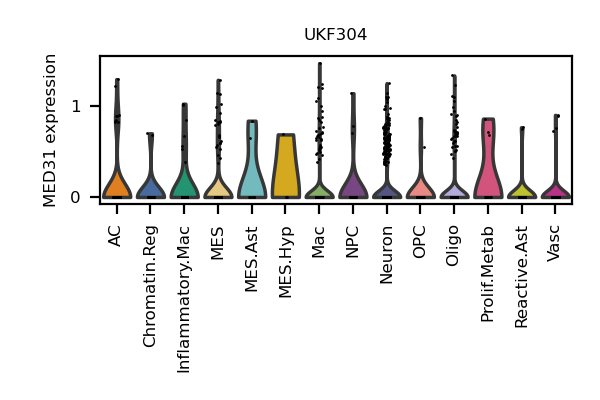 UKF304
MED31 expression
1
0
AC
Chromatin.Reg
Inflammatory.Mac
MES
MES.Ast
MES.Hyp
Mac
NPC
Neuron
OPC
Oligo
Prolif.Metab
Reactive.Ast
Vasc